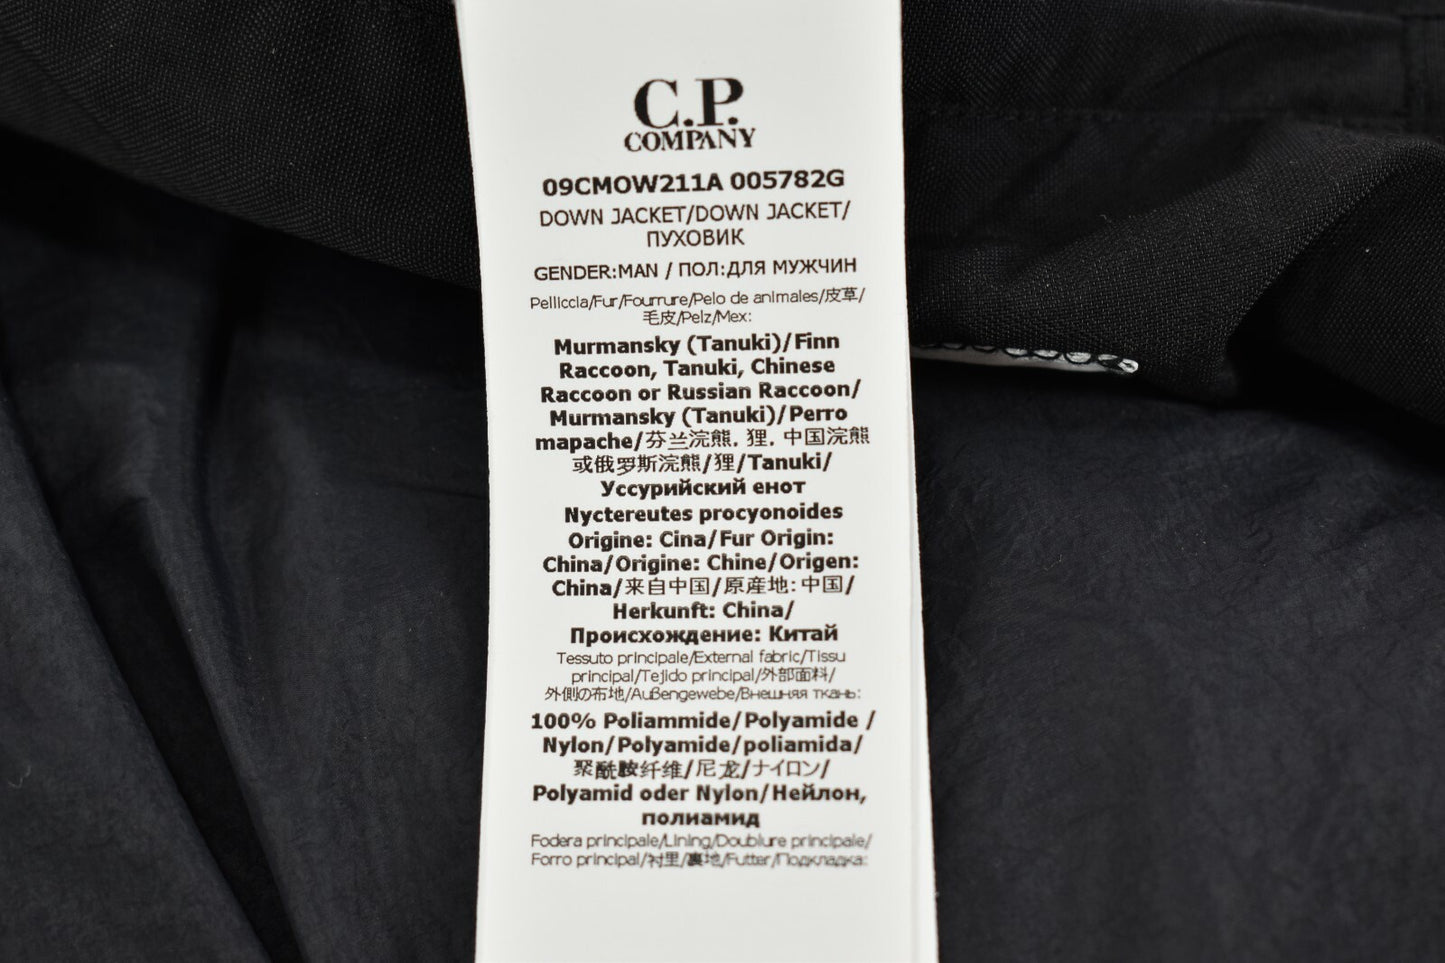 C.P.
COMPANY
09CMOW211A 005782G
DOWN JACKET/DOWN JACKET/
ПУХОВИК
GENDER:MAN / ПОЛ:ДЛЯ МУЖЧИН
Pelliccia/Fur/Fourrure/Pelo de animales/皮草/
毛皮/Pelz/Мех:
Murmansky (Tanuki)/Finn
Raccoon, Tanuki, Chinese
Raccoon or Russian Raccoon/
Murmansky (Tanuki)/Perro
mapache/芬兰浣熊, 狸, 中国浣熊
或俄罗斯浣熊/狸/Tanuki/
Уссурийский енот
Nyctereutes procyonoides
Origine: Cina/Fur Origin:
China/Origine: Chine/Origen:
China/来自中国/原産地: 中国/
Herkunft: China/
Происхождение: Китай
Tessuto principale/External fabric/Tissu
principal/Tejido principal/外部面料/
外側の布地/Außengewebe/Внешняя ткань:
100% Poliammide/Polyamide /
Nylon/Polyamide/poliamida/
聚酰胺纤维/尼龙/ナイロン/
Polyamid oder Nylon/Нейлон,
полиамид
Fodera principale/Lining/Doublure principale/
Forro principal/衬里/裏地/Futter/Подкладка: